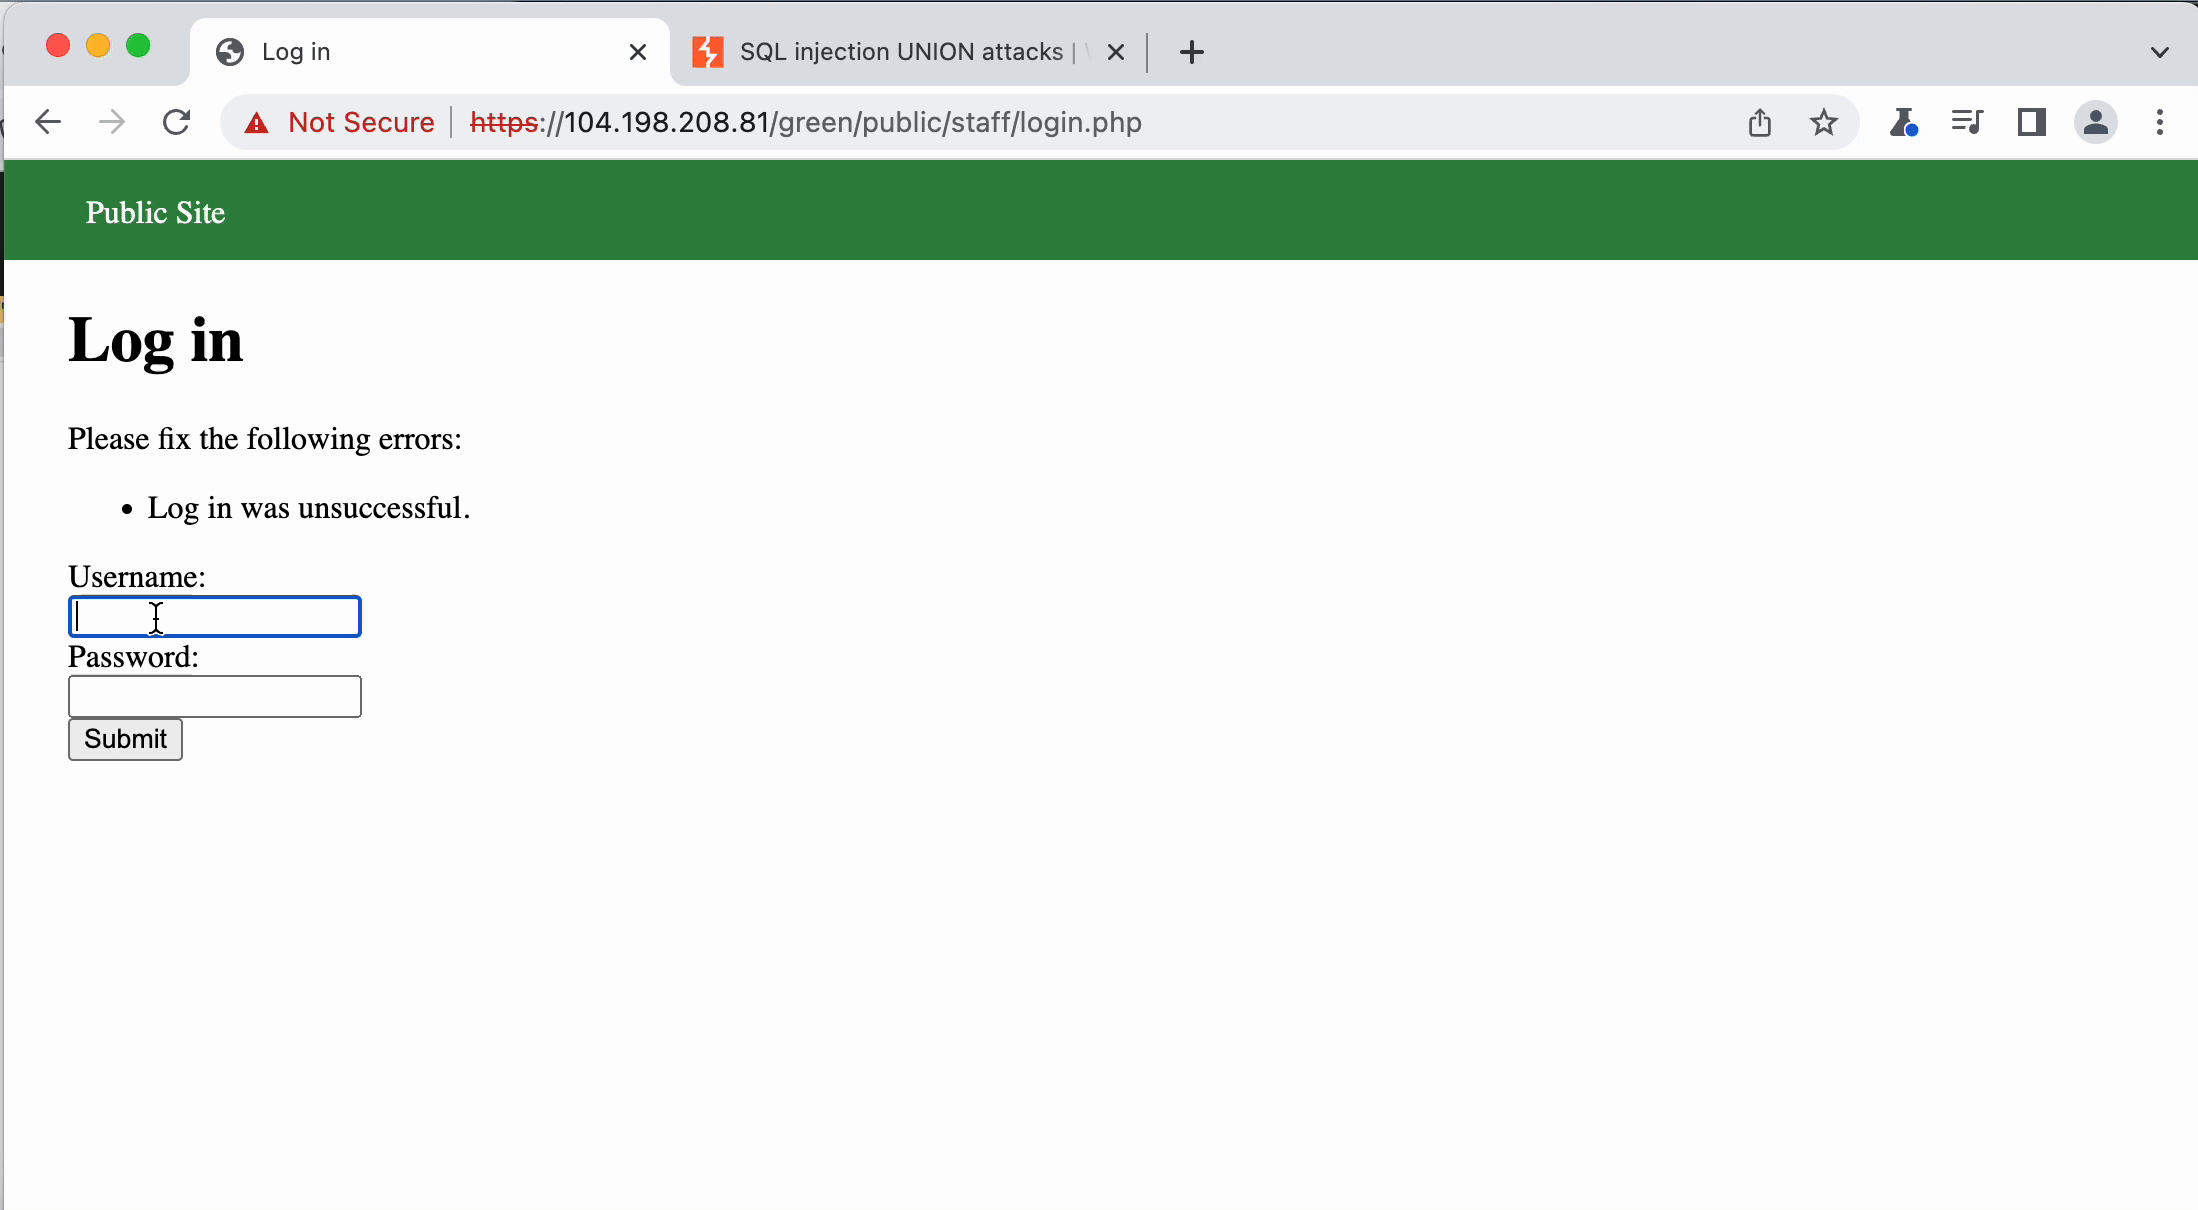 Log in
SQL injection UNION attacks |
Not Secure https://104.198.208.81/green/public/staff/login.php
Public Site
Log in
Please fix the following errors:
• Log in was unsuccessful.
Username:
Password:
Submit